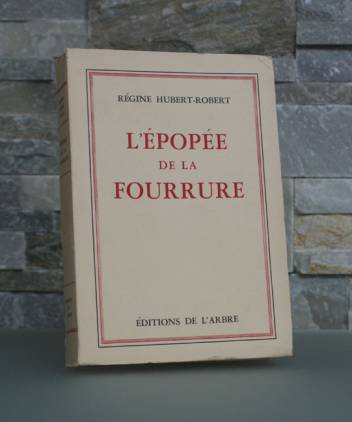 RÉGINE HUBERT-ROBERT
L'ÉPOPÉE
DE LA
FOURRURE
ÉDITIONS DE L'ARBRE